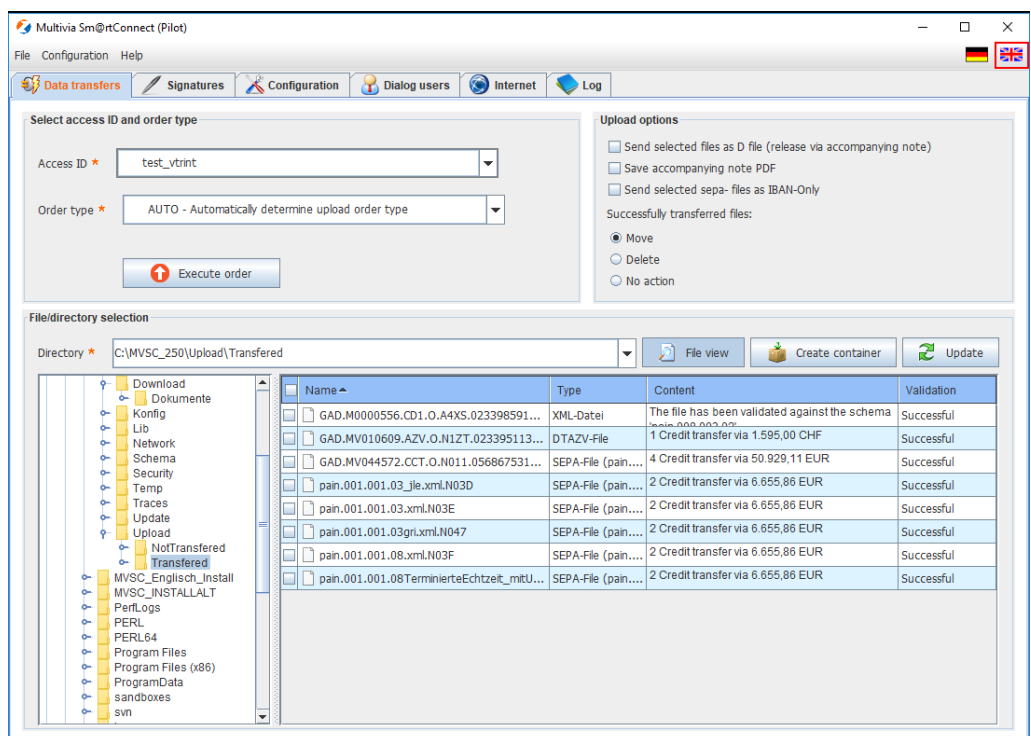 Multivia Sm@rtConnect (Pilot)
File Configuration Help
Data transfers Signatures Configuration Dialog users Internet Log
Select access ID and order type
Access ID * test_vtrint
Order type * AUTO - Automatically determine upload order type
Execute order
Upload options
Send selected files as D file (release via accompanying note)
Save accompanying note PDF
Send selected sepa- files as IBAN-Only
Successfully transferred files:
Move
Delete
No action
File/directory selection
Directory * C:\MVSC_250\Upload\Transfered File view Create container Update
Download
Dokumente
Konfig
Lib
Network
Schema
Security
Temp
Traces
Update
Upload
NotTransfered
Transfered
MVSC_Englisch_Install
MVSC_INSTALLALT
PerfLogs
PERL
PERL64
Program Files
Program Files (x86)
ProgramData
sandboxes
svn
Name Type Content Validation
GAD.M0000556.CD1.O.A4XS.023398591... XML-Datei The file has been validated against the schema Successful
GAD.MV010609.AZV.O.N1ZT.023395113... DTAZV-File 1 Credit transfer via 1.595,00 CHF Successful
GAD.MV044572.CCT.O.N011.056867531... SEPA-File (pain.... 4 Credit transfer via 50.929,11 EUR Successful
pain.001.001.03_jle.xml.N03D SEPA-File (pain.... 2 Credit transfer via 6.655,86 EUR Successful
pain.001.001.03.xml.N03E SEPA-File (pain.... 2 Credit transfer via 6.655,86 EUR Successful
pain.001.001.03gri.xml.N047 SEPA-File (pain.... 2 Credit transfer via 6.655,86 EUR Successful
pain.001.001.08.xml.N03F SEPA-File (pain.... 2 Credit transfer via 6.655,86 EUR Successful
pain.001.001.08TerminierteEchtzeit_mitU... SEPA-File (pain.... 2 Credit transfer via 6.655,86 EUR Successful